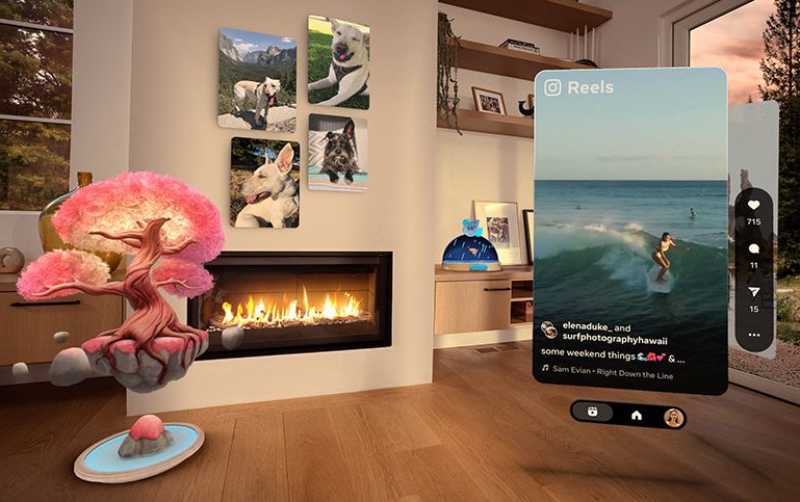 Reels
715
11
15
elenaduke_ and
surfphotographyhawaii
some weekend things 🌊🌺💕 & ...
Sam Evian • Right Down the Line